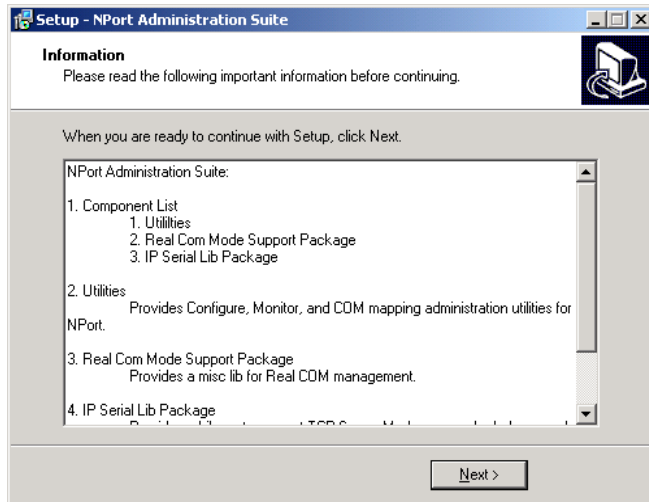 Setup - NPort Administration Suite
Information
Please read the following important information before continuing.
When you are ready to continue with Setup, click Next.
NPort Administration Suite:
1. Component List
1. Utililties
2. Real Com Mode Support Package
3. IP Serial Lib Package
2. Utilities
Provides Configure, Monitor, and COM mapping administration utilities for
NPort.
3. Real Com Mode Support Package
Provides a misc lib for Real COM management.
4. IP Serial Lib Package
Next >